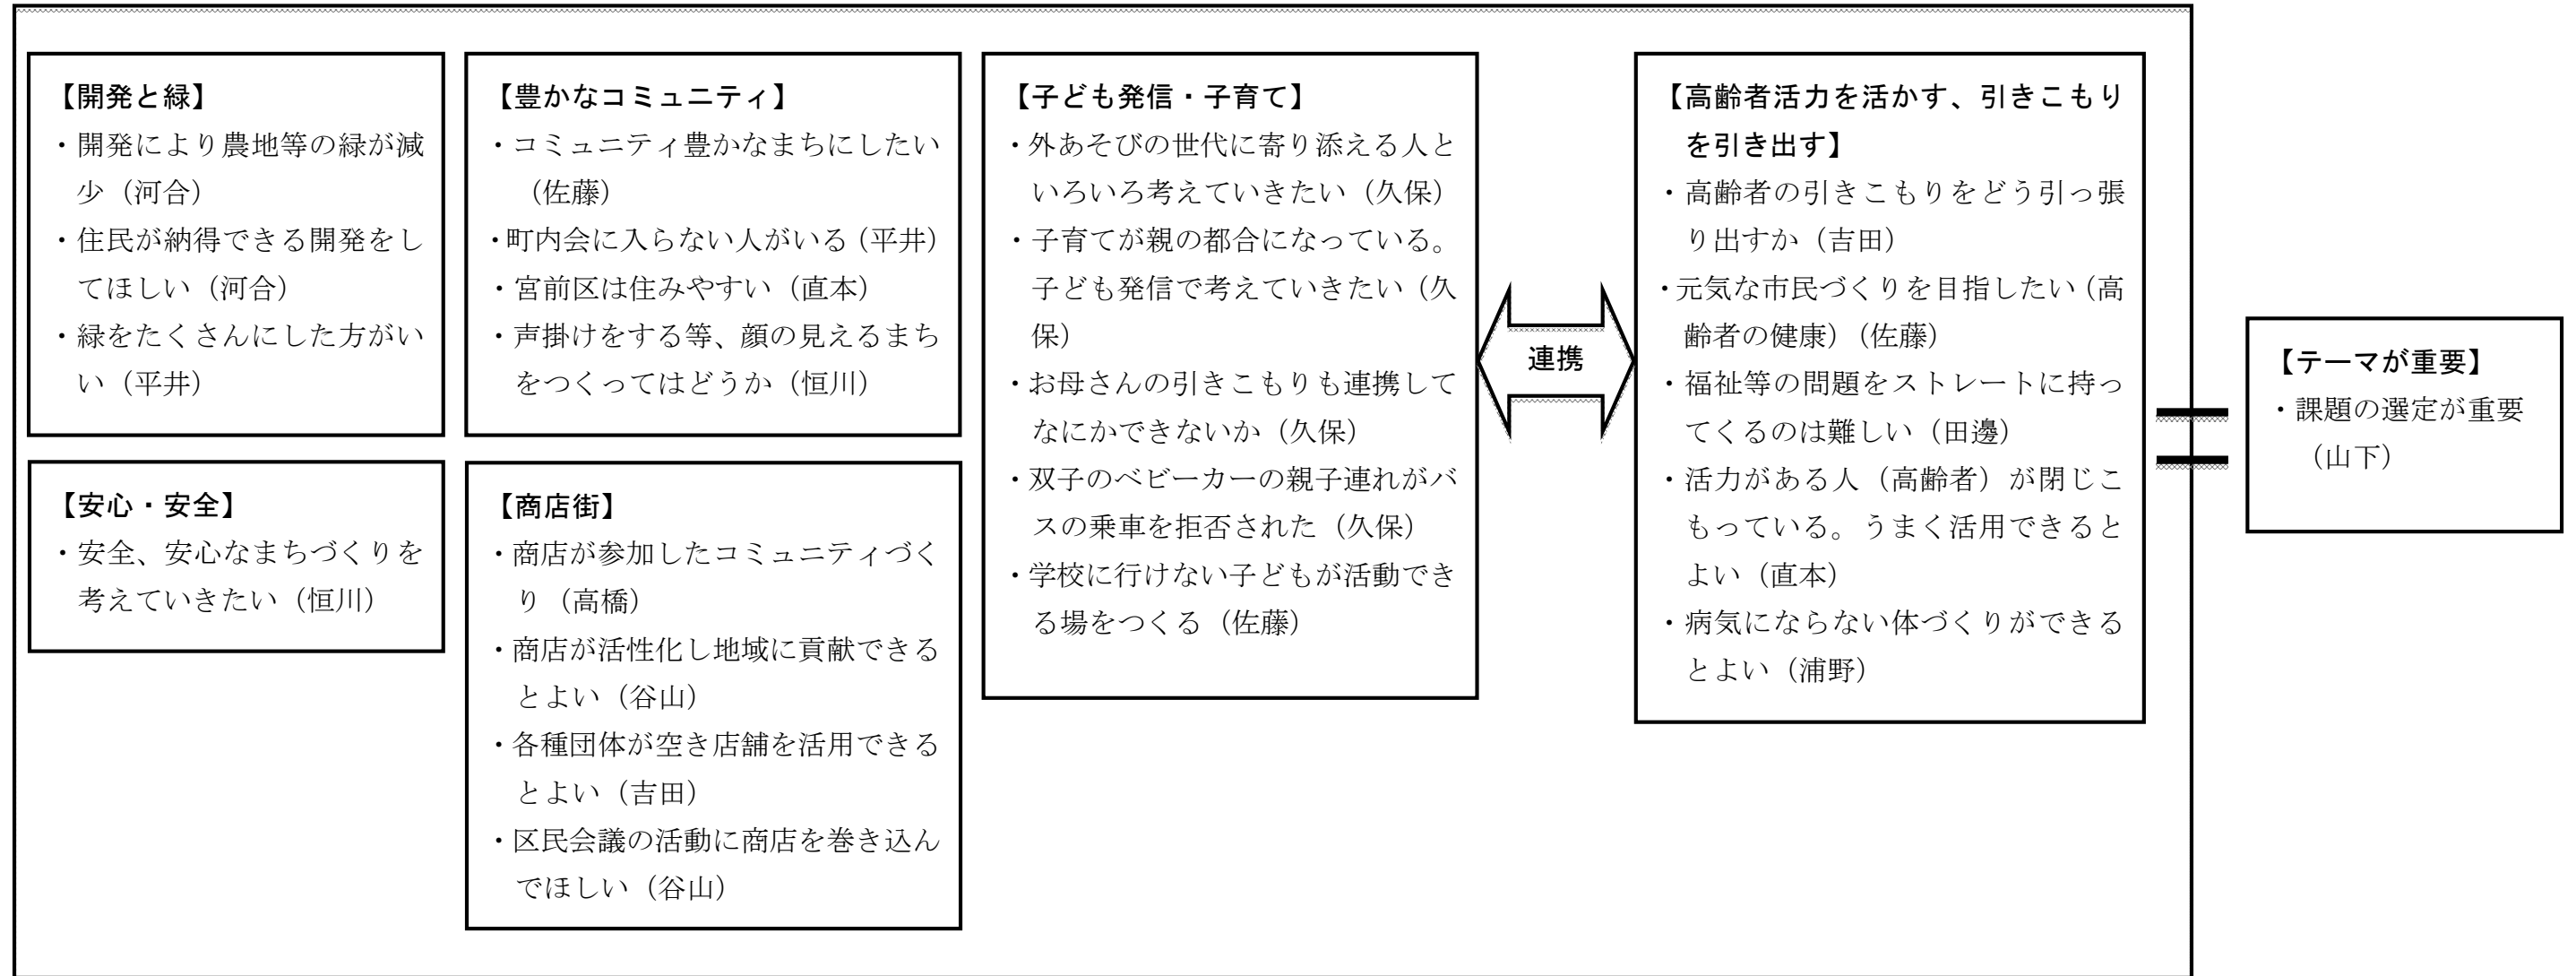 【開発と緑】
・開発により農地等の緑が減
少（河合）
・住民が納得できる開発をし
てほしい（河合）
・緑をたくさんにした方がい
い（平井）
【安心・安全】
・安全、安心なまちづくりを
考えていきたい（恒川）
【豊かなコミュニティ】
・コミュニティ豊かなまちにしたい
（佐藤）
・町内会に入らない人がいる（平井）
・宮前区は住みやすい（直本）
・声掛けをする等、顔の見えるまち
をつくってはどうか（恒川）
【商店街】
・商店が参加したコミュニティづく
り（高橋）
・商店が活性化し地域に貢献できる
とよい（谷山）
・各種団体が空き店舗を活用できる
とよい（吉田）
・区民会議の活動に商店を巻き込ん
でほしい（谷山）
【子ども発信・子育て】
・外あそびの世代に寄り添える人と
いろいろ考えていきたい（久保）
・子育てが親の都合になっている。
子ども発信で考えていきたい（久
保）
・お母さんの引きこもりも連携して
なにかできないか（久保）
・双子のベビーカーの親子連れがバ
スの乗車を拒否された（久保）
・学校に行けない子どもが活動でき
る場をつくる（佐藤）
連携
【高齢者活力を活かす、引きこもり
を引き出す】
・高齢者の引きこもりをどう引っ張
り出すか（吉田）
・元気な市民づくりを目指したい（高
齢者の健康）（佐藤）
・福祉等の問題をストレートに持っ
てくるのは難しい（田邊）
・活力がある人（高齢者）が閉じこ
もっている。うまく活用できると
よい（直本）
・病気にならない体づくりができる
とよい（浦野）
【テーマが重要】
・課題の選定が重要
（山下）